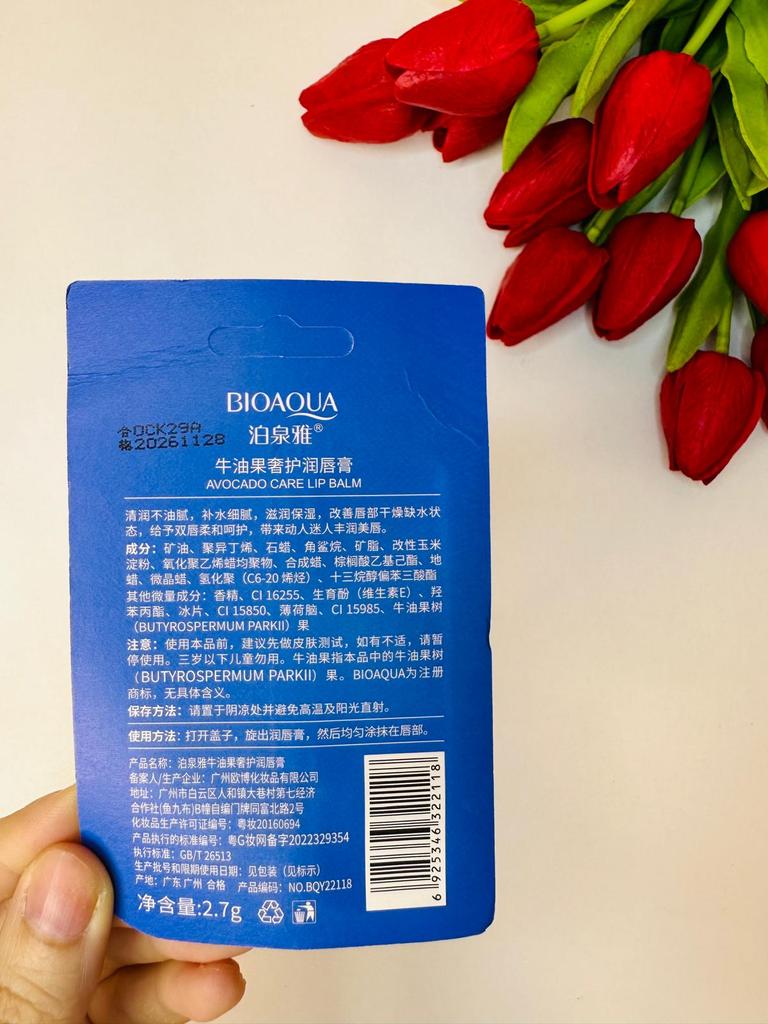 BIOAQUA
合OCK29A
格20261128
泊泉雅®
牛油果奢护润唇膏
AVOCADO CARE LIP BALM
清润不油腻，补水细腻，滋润保湿，改善唇部干燥缺水状
态，给予双唇柔和呵护，带来动人迷人丰润美唇。
成分：矿油、聚异丁烯、石蜡、角鲨烷、矿脂、改性玉米
淀粉、氧化聚乙烯蜡均聚物、合成蜡、棕榈酸乙基己酯、地
蜡、微晶蜡、氢化聚（C6-20 烯烃）、十三烷醇偏苯三酸酯
其他微量成分：香精、CI 16255、生育酚（维生素E）、羟
苯丙酯、冰片、CI 15850、薄荷脑、CI 15985、牛油果树
（BUTYROSPERMUM PARKII）果
注意：使用本品前，建议先做皮肤测试，如有不适，请暂
停使用。三岁以下儿童勿用。牛油果指本品中的牛油果树
（BUTYROSPERMUM PARKII）果。BIOAQUA为注册
商标，无具体含义。
保存方法：请置于阴凉处并避免高温及阳光直射。
使用方法：打开盖子，旋出润唇膏，然后均匀涂抹在唇部。
产品名称：泊泉雅牛油果奢护润唇膏
备案人/生产企业：广州欧博化妆品有限公司
地址：广州市白云区人和镇大巷村第七经济
合作社(鱼九布)B幢自编门牌同富北路2号
化妆品生产许可证编号：粤妆20160694
产品执行的标准编号：粤G妆网备字2022329354
执行标准：GB/T 26513
生产批号和限期使用日期：见包装（见标示）
产地：广东 广州 合格 产品编码：NO.BQY22118
净含量:2.7g
6 925346 322118